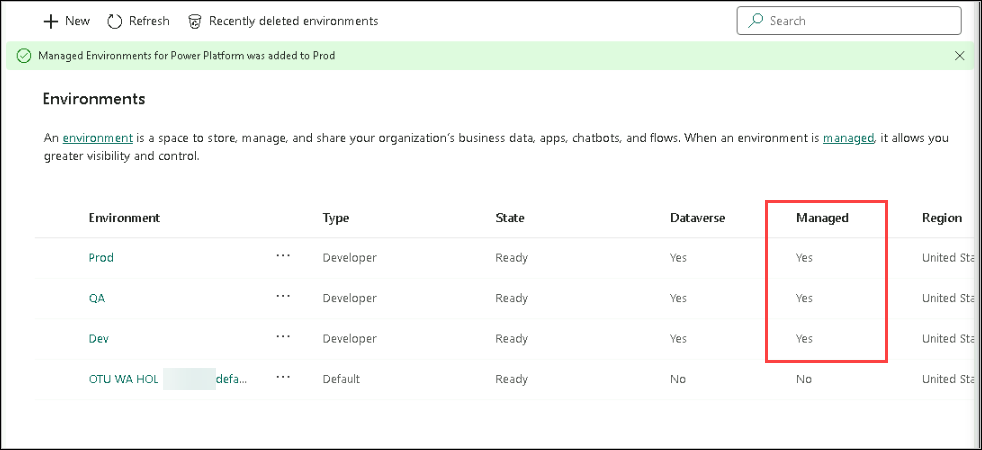 New Refresh Recently deleted environments Search
Managed Environments for Power Platform was added to Prod
Environments
An environment is a space to store, manage, and share your organization's business data, apps, chatbots, and flows. When an environment is managed, it allows you
greater visibility and control.
Environment Type State Dataverse Managed Region
Prod ... Developer Ready Yes Yes United Sta
QA ... Developer Ready Yes Yes United Sta
Dev ... Developer Ready Yes Yes United Sta
OTU WA HOL defa... ... Default Ready No No United Sta